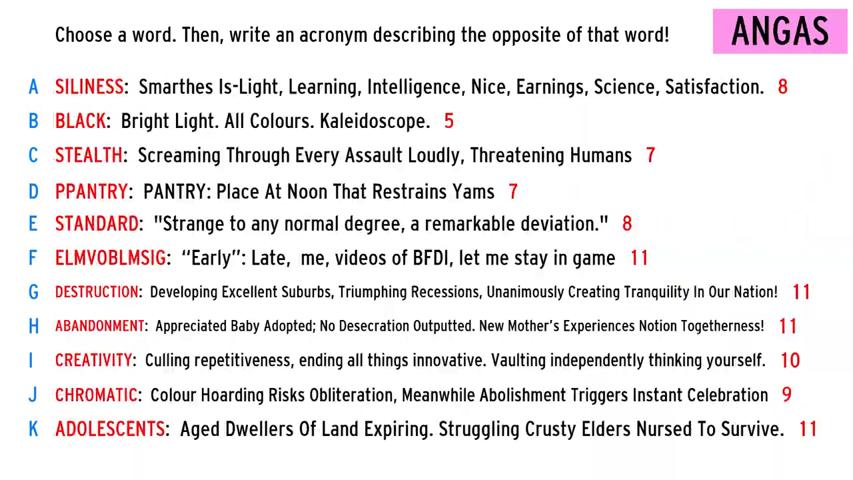 Choose a word. Then, write an acronym describing the opposite of that word!
ANGAS
A SILINESS: Smarthes Is-Light, Learning, Intelligence, Nice, Earnings, Science, Satisfaction. 8
B BLACK: Bright Light. All Colours. Kaleidoscope. 5
C STEALTH: Screaming Through Every Assault Loudly, Threatening Humans 7
D PPANTRY: PANTRY: Place At Noon That Restrains Yams 7
E STANDARD: "Strange to any normal degree, a remarkable deviation." 8
F ELMVOBLMSIG: “Early”: Late, me, videos of BFDI, let me stay in game 11
G DESTRUCTION: Developing Excellent Suburbs, Triumphing Recessions, Unanimously Creating Tranquility In Our Nation! 11
H ABANDONMENT: Appreciated Baby Adopted; No Desecration Outputted. New Mother's Experiences Notion Togetherness! 11
I CREATIVITY: Culling repetitiveness, ending all things innovative. Vaulting independently thinking yourself. 10
J CHROMATIC: Colour Hoarding Risks Obliteration, Meanwhile Abolishment Triggers Instant Celebration 9
K ADOLESCENTS: Aged Dwellers Of Land Expiring. Struggling Crusty Elders Nursed To Survive. 11